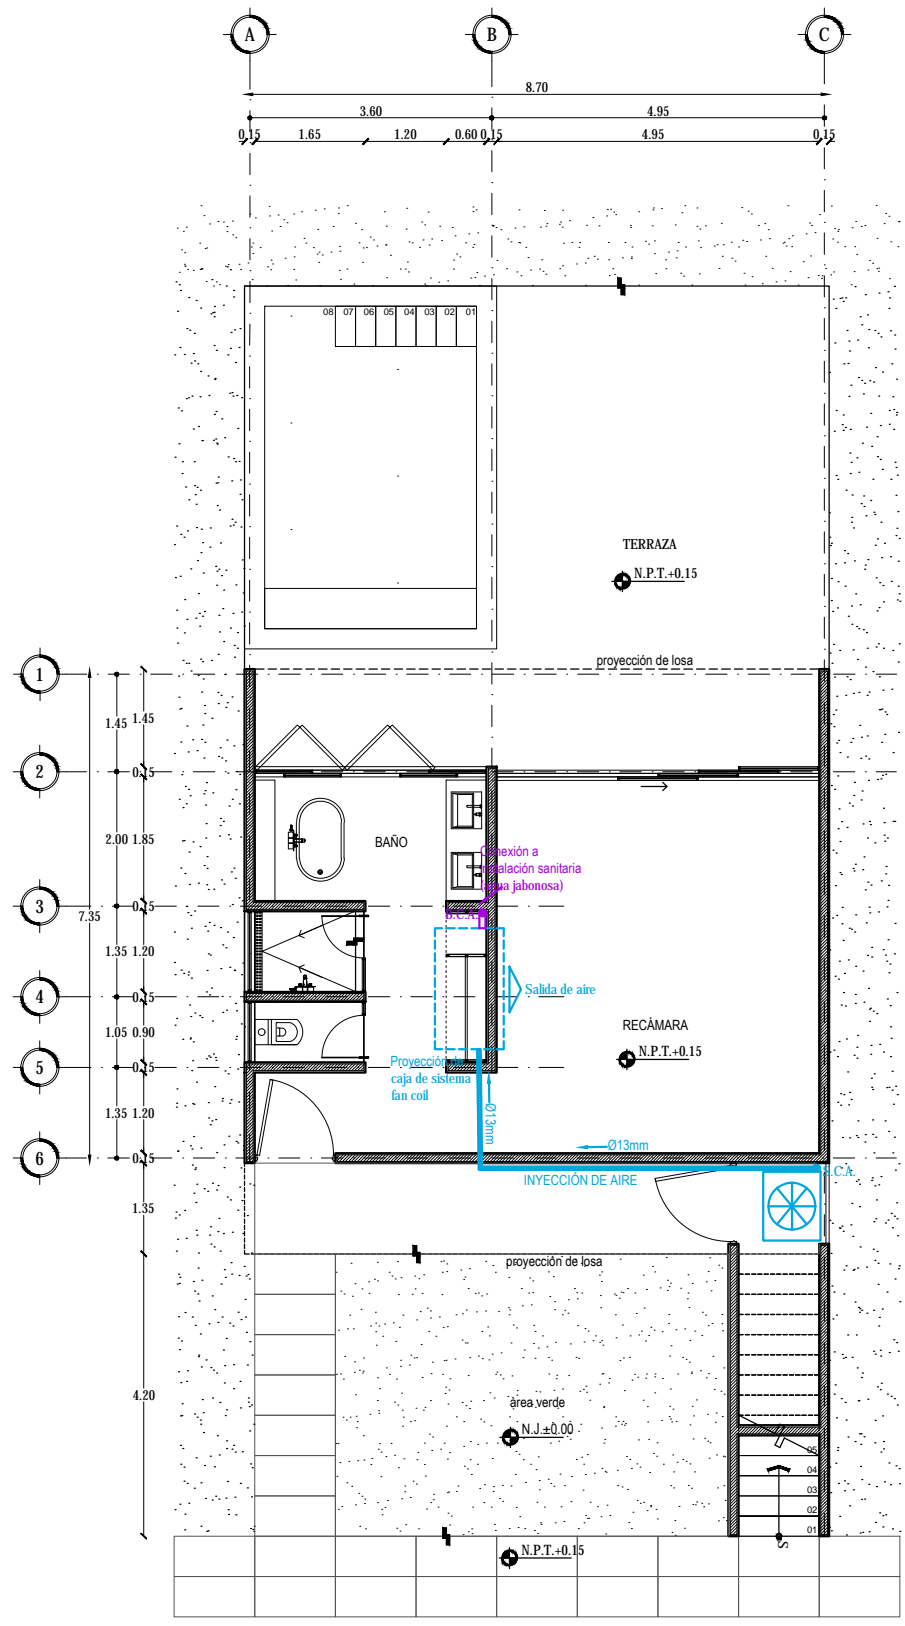 A B C
8.70
3.60 4.95
0.15 1.65 1.20 0.60 0.15 4.95 0.15
08 07 06 05 04 03 02 01
TERRAZA
N.P.T.+0.15
proyección de losa
1
1.45 1.45
2
0.15
2.00 1.85
BAÑO
Conexión a
instalación sanitaria
(agua jabonosa)
3
0.15
B.C.A.
7.35
1.35 1.20
Salida de aire
4
0.15
1.05 0.90
RECÁMARA
N.P.T.+0.15
5
0.15
Proyección de
caja de sistema
fan coil
1.35 1.20
Ø13mm
Ø13mm
6
0.15
S.C.A.
INYECCIÓN DE AIRE
1.35
proyección de losa
4.20
área verde
N.J.±0.00
05
04
03
02
01
S
N.P.T.+0.15